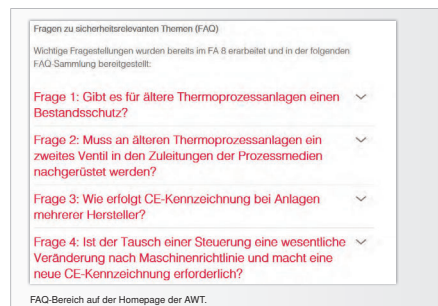 Fragen zu sicherheitsrelevanten Themen (FAQ)
Wichtige Fragestellungen wurden bereits im FA 8 erarbeitet und in der folgenden
FAQ-Sammlung bereitgestellt:
Frage 1: Gibt es für ältere Thermoprozessanlagen einen
Bestandsschutz?
Frage 2: Muss an älteren Thermoprozessanlagen ein
zweites Ventil in den Zuleitungen der Prozessmedien
nachgerüstet werden?
Frage 3: Wie erfolgt CE-Kennzeichnung bei Anlagen
mehrerer Hersteller?
Frage 4: Ist der Tausch einer Steuerung eine wesentliche
Veränderung nach Maschinenrichtlinie und macht eine
neue CE-Kennzeichnung erforderlich?
FAQ-Bereich auf der Homepage der AWT.